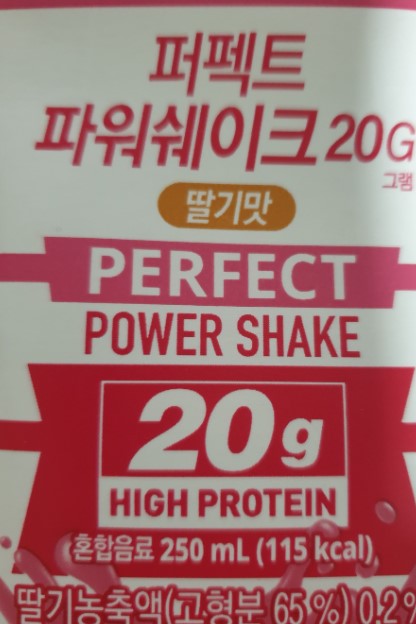 퍼펙트
파워쉐이크 20G
그램
딸기맛
PERFECT
POWER SHAKE
20g
HIGH PROTEIN
혼합음료 250 mL (115 kcal)
딸기농축액(고형분 65 %) 0.2 %